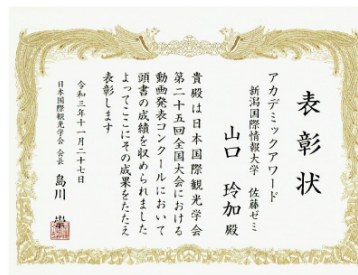 表彰状
アカデミックアワード
新潟国際情報大学 佐藤ゼミ
山口 玲加 殿
貴殿は日本国際観光学会
第二十五回全国大会における
動画発表コンクールにおいて
頭書の成績を収められました
よってここにその成果をたたえ
表彰します
令和三年十一月二十七日
日本国際観光学会 会長
島川 崇